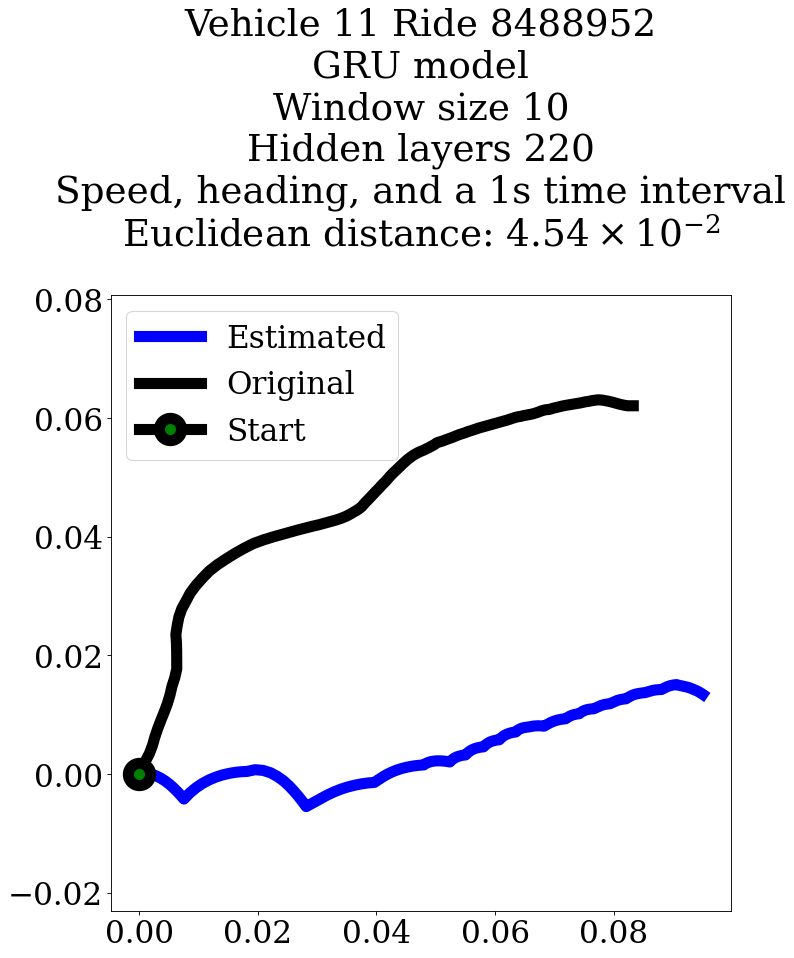 Vehicle 11 Ride 8488952
GRU model
Window size 10
Hidden layers 220
Speed, heading, and a 1s time interval
Euclidean distance: 4.54 × 10⁻²
0.08
Estimated
Original
Start
0.06
0.04
0.02
0.00
−0.02
0.00 0.02 0.04 0.06 0.08